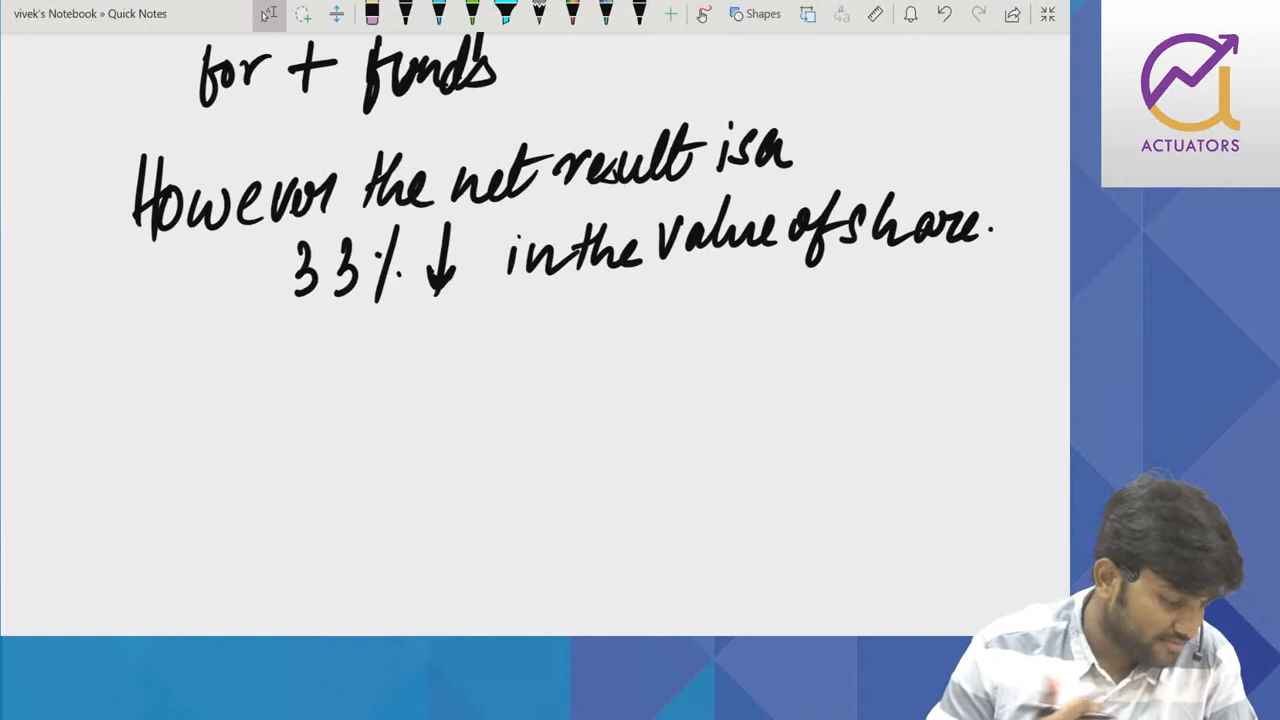 vivek's Notebook » Quick Notes
Shapes
for + funds
However the net result is a
33% ↓ in the value of share.
ACTUATORS